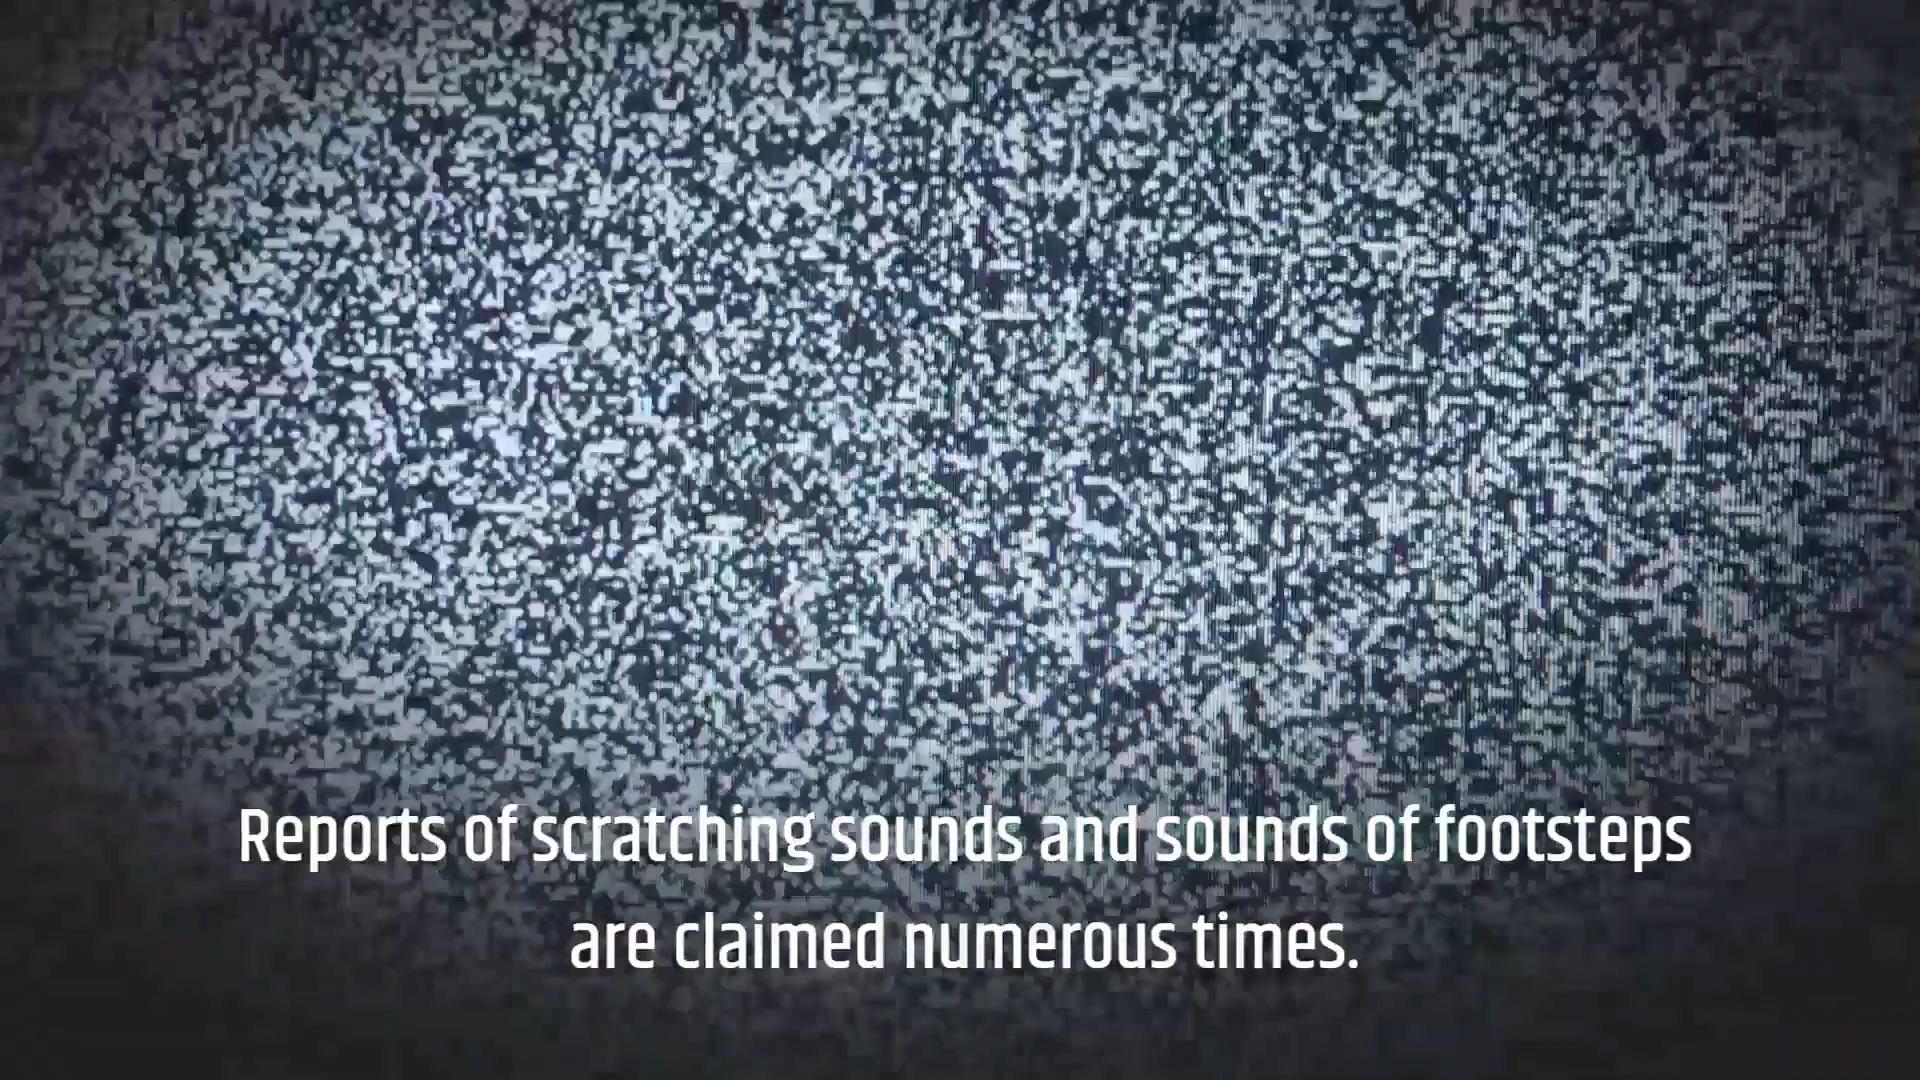 Reports of scratching sounds and sounds of footsteps
are claimed numerous times.